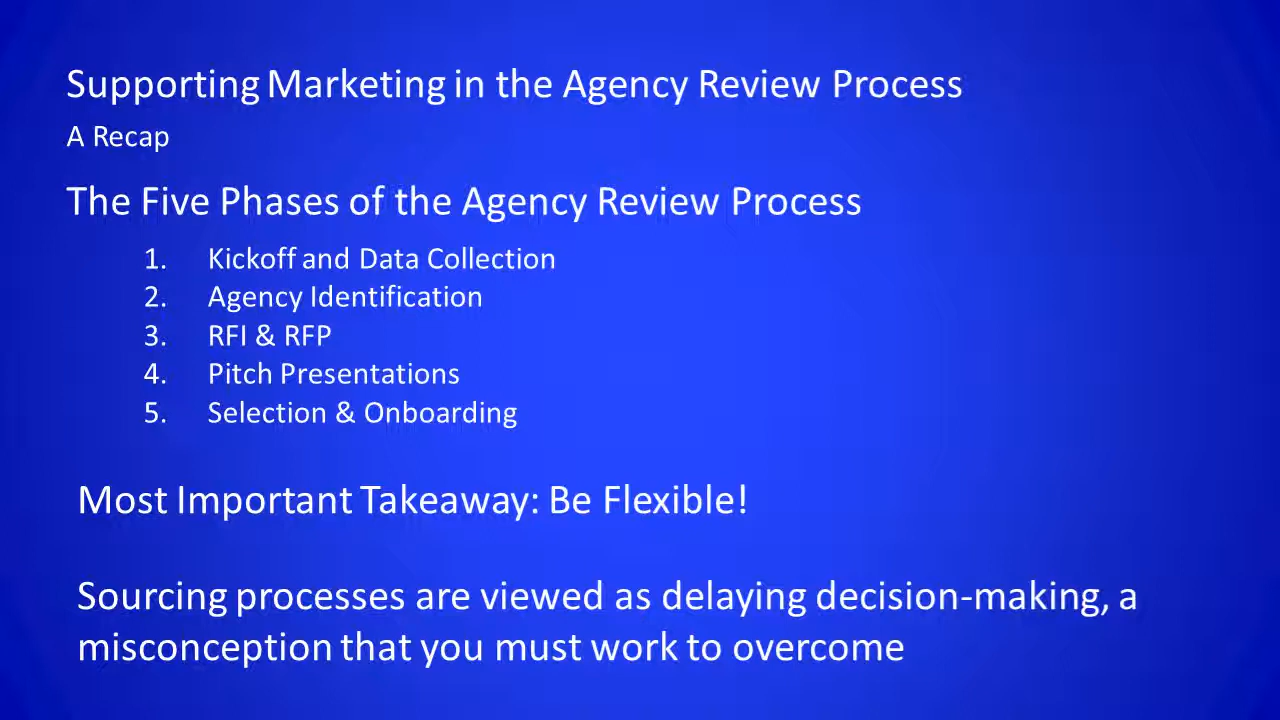 Supporting Marketing in the Agency Review Process
A Recap
The Five Phases of the Agency Review Process
1. Kickoff and Data Collection
2. Agency Identification
3. RFI & RFP
4. Pitch Presentations
5. Selection & Onboarding
Most Important Takeaway: Be Flexible!
Sourcing processes are viewed as delaying decision-making, a
misconception that you must work to overcome